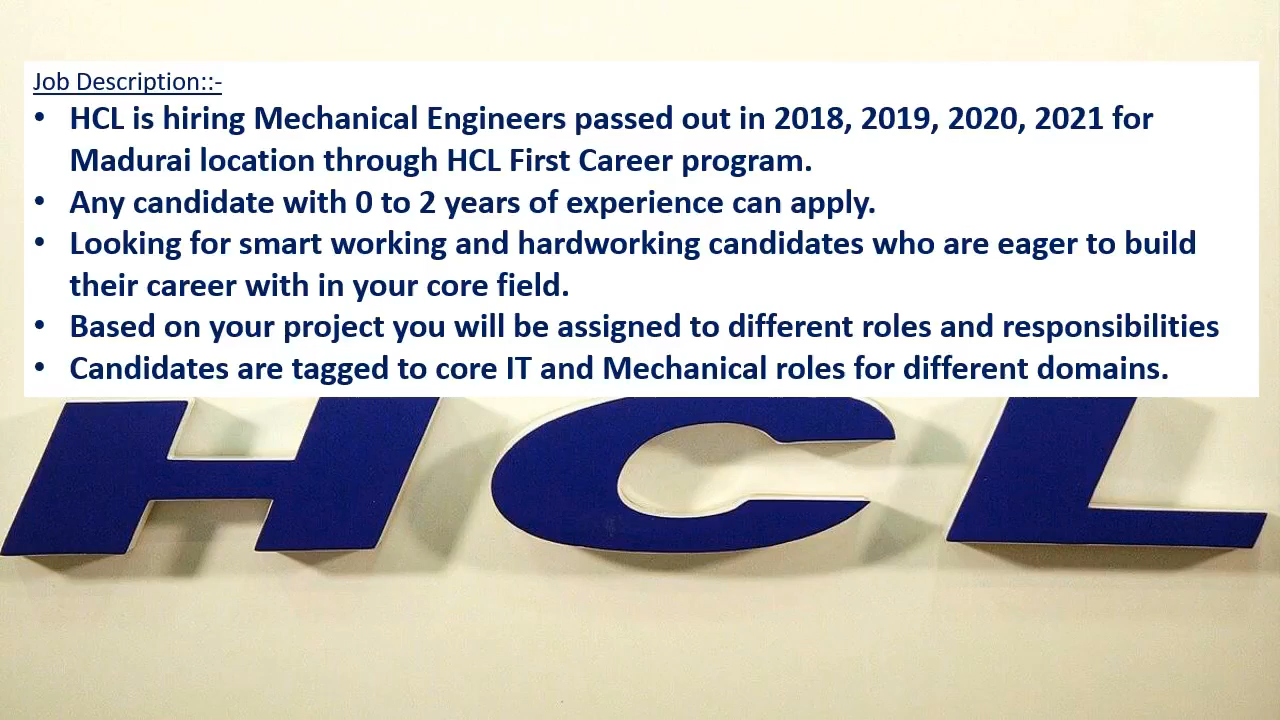 Job Description::-
• HCL is hiring Mechanical Engineers passed out in 2018, 2019, 2020, 2021 for
Madurai location through HCL First Career program.
• Any candidate with 0 to 2 years of experience can apply.
• Looking for smart working and hardworking candidates who are eager to build
their career with in your core field.
• Based on your project you will be assigned to different roles and responsibilities
• Candidates are tagged to core IT and Mechanical roles for different domains.
HCL